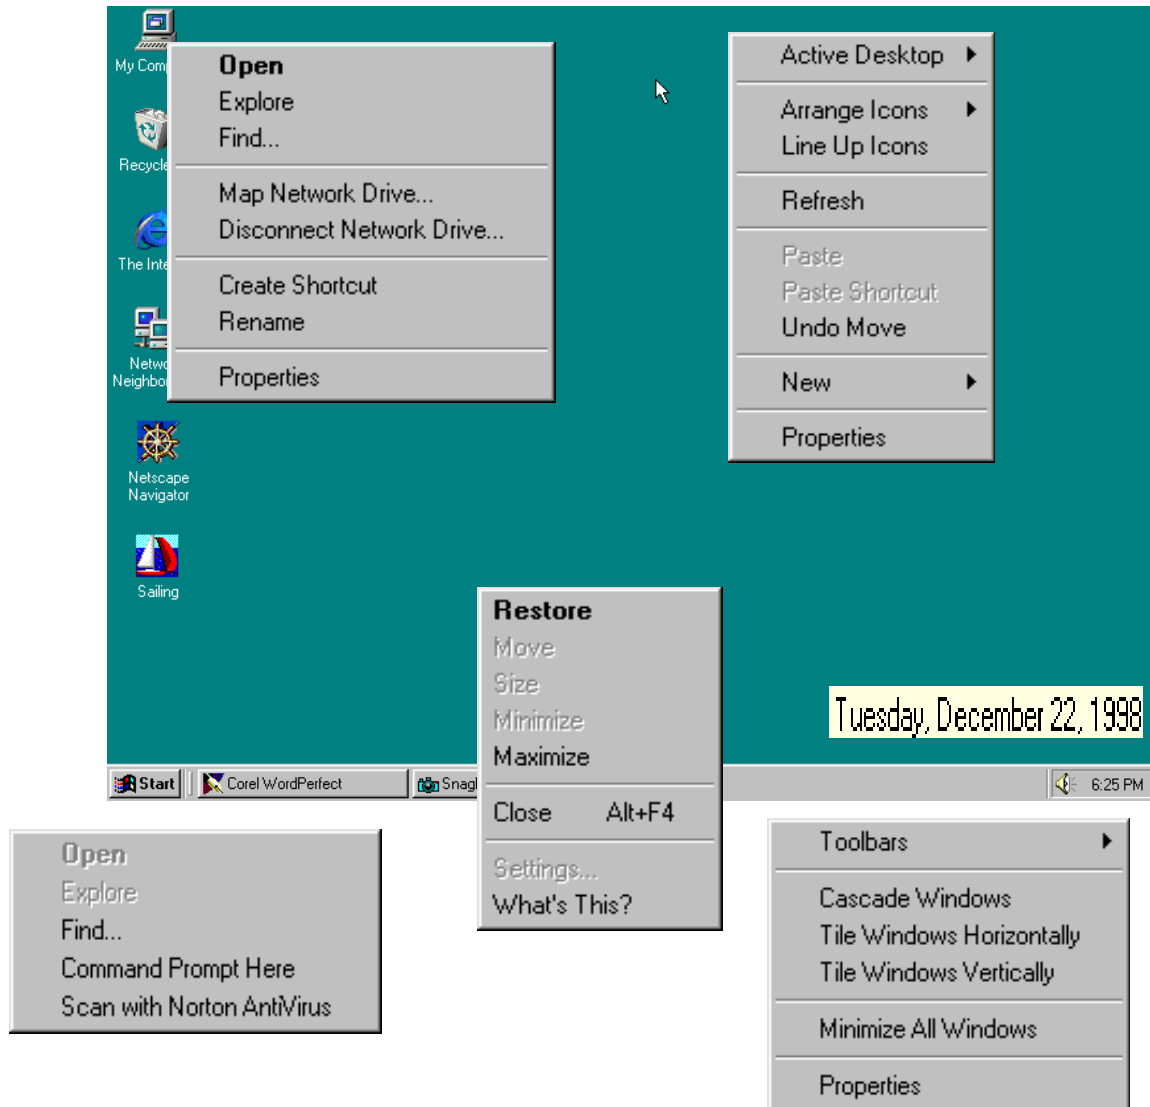 My Com
Recycle
The Inte
Netwo
Neighbo
Netscape
Navigator
Sailing
Open
Explore
Find...
Map Network Drive...
Disconnect Network Drive...
Create Shortcut
Rename
Properties
Active Desktop
Arrange Icons
Line Up Icons
Refresh
Paste
Paste Shortcut
Undo Move
New
Properties
Restore
Move
Size
Minimize
Maximize
Close Alt+F4
Settings...
What's This?
Tuesday, December 22, 1998
Start Corel WordPerfect SnagI 6:25 PM
Open
Explore
Find...
Command Prompt Here
Scan with Norton AntiVirus
Toolbars
Cascade Windows
Tile Windows Horizontally
Tile Windows Vertically
Minimize All Windows
Properties